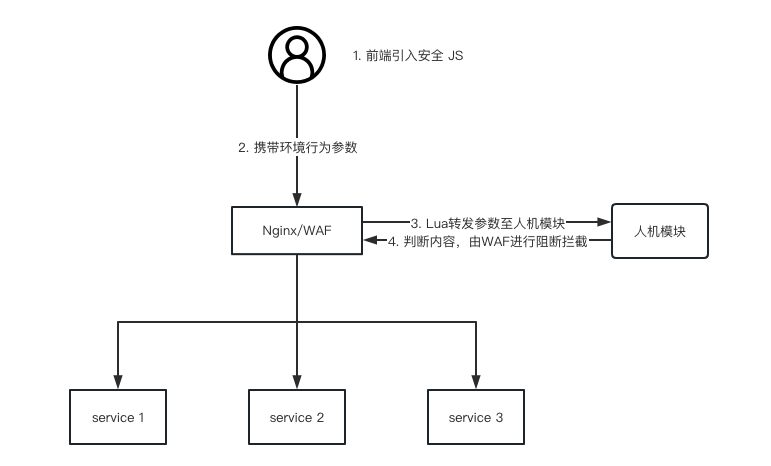 1. 前端引入安全 JS
2. 携带环境行为参数
Nginx/WAF
3. Lua转发参数至人机模块
4. 判断内容，由WAF进行阻断拦截
人机模块
service 1
service 2
service 3